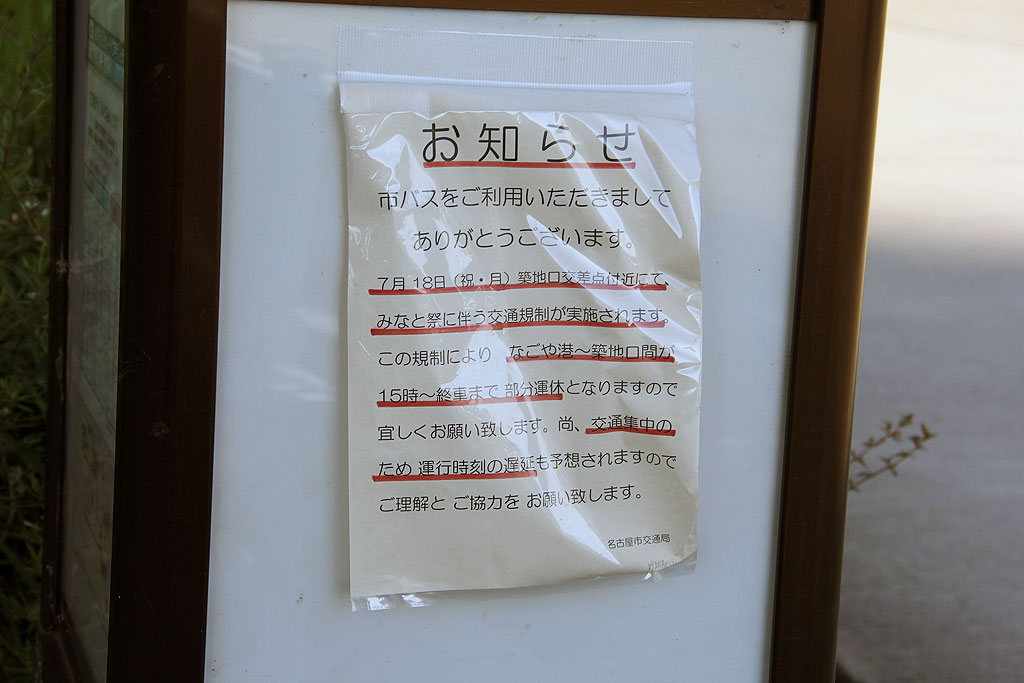 お知らせ
市バスをご利用いただきまして
ありがとうございます。
7月18日（祝・月）築地口交差点付近にて、
みなと祭に伴う交通規制が実施されます。
この規制により なごや港～築地口間が
15時～終車まで 部分運休となりますので
宜しくお願い致します。尚、交通集中の
ため 運行時刻の遅延も予想されますので
ご理解と ご協力を お願い致します。
名古屋市交通局